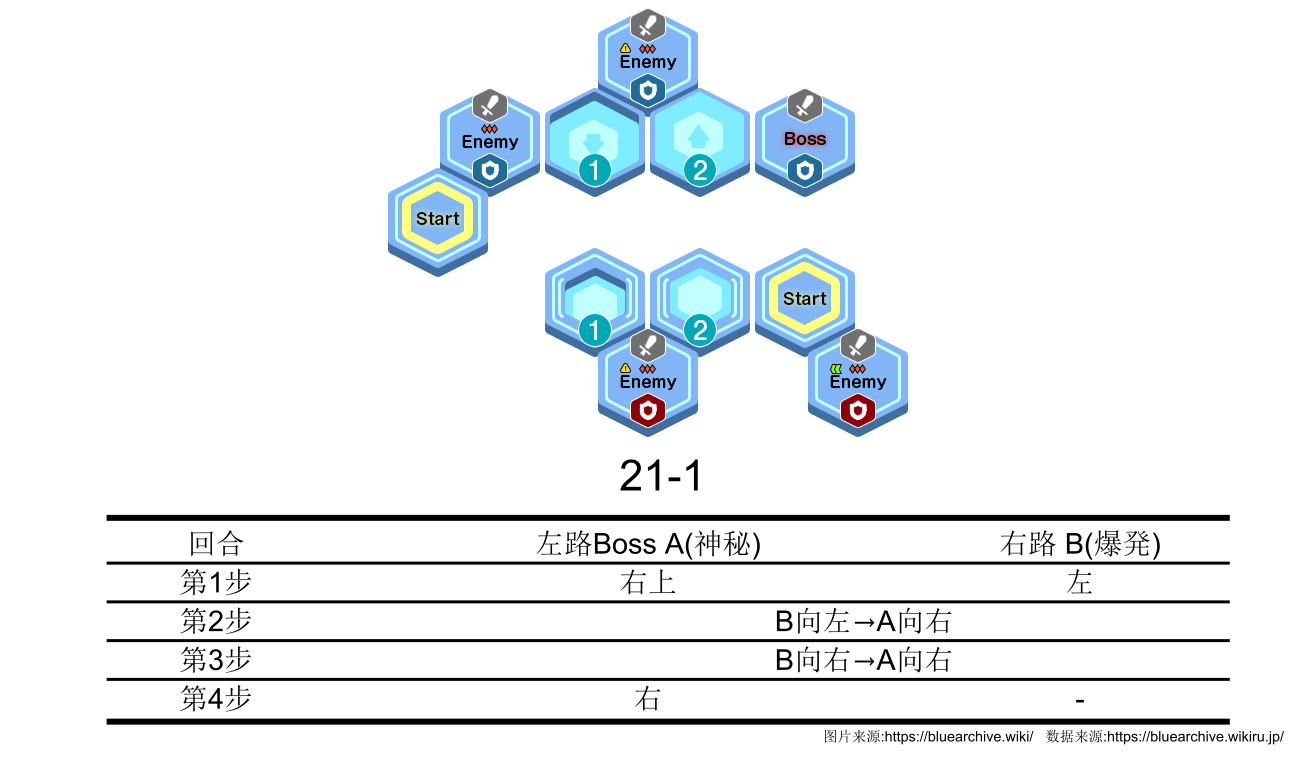 Enemy
Enemy
1
2
Boss
Start
1
2
Start
Enemy
Enemy
21-1
回合 左路Boss A(神秘) 右路 B(爆発)
第1步 右上 左
第2步 B向左→A向右
第3步 B向右→A向右
第4步 右 -
图片来源:https://bluearchive.wiki/ 数据来源:https://bluearchive.wikiru.jp/